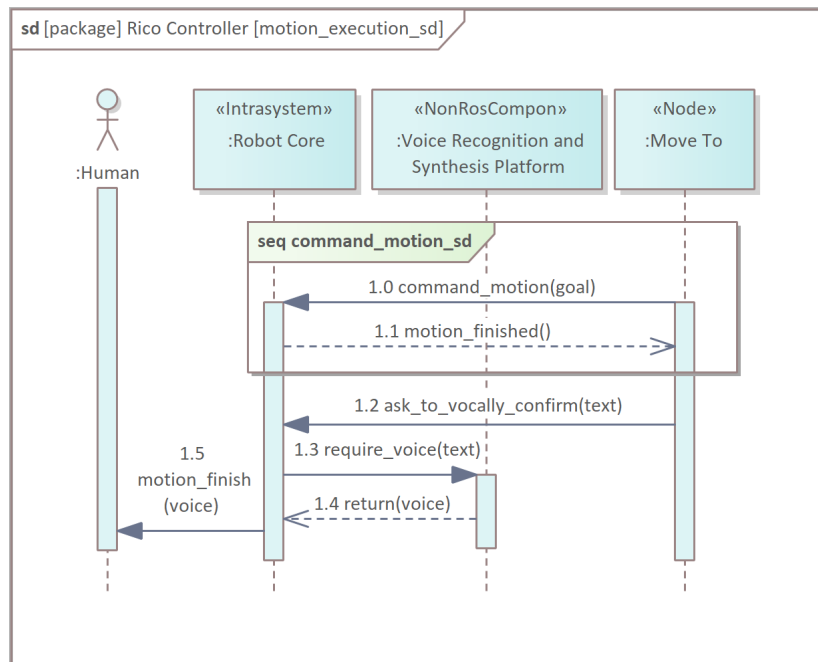 sd [package] Rico Controller [motion_execution_sd]
:Human
«Intrasystem»
:Robot Core
«NonRosCompon»
:Voice Recognition and
Synthesis Platform
«Node»
:Move To
seq command_motion_sd
1.0 command_motion(goal)
1.1 motion_finished()
1.2 ask_to_vocally_confirm(text)
1.3 require_voice(text)
1.4 return(voice)
1.5
motion_finish
(voice)